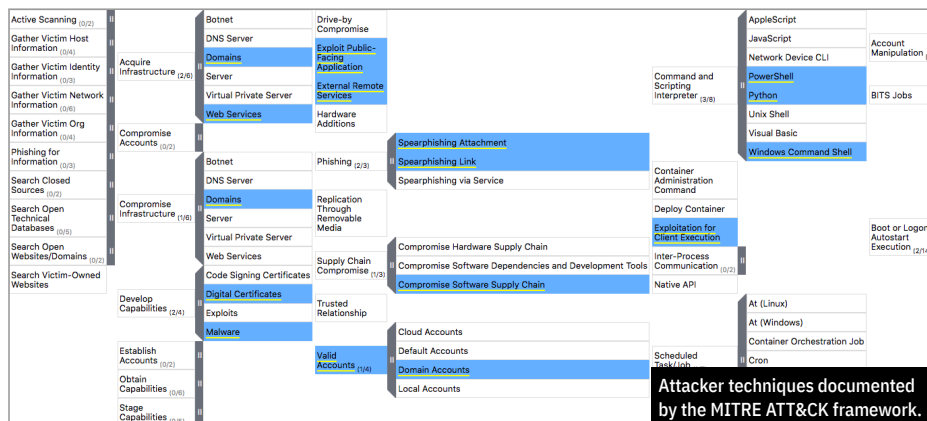 Active Scanning (0/2)
Gather Victim Host
Information (0/4)
Gather Victim Identity
Information (0/3)
Gather Victim Network
Information (0/6)
Gather Victim Org
Information (0/4)
Phishing for
Information (0/3)
Search Closed
Sources (0/2)
Search Open
Technical
Databases (0/5)
Search Open
Websites/Domains (0/2)
Search Victim-Owned
Websites
Acquire
Infrastructure (2/6)
Compromise
Accounts (0/2)
Compromise
Infrastructure (1/6)
Develop
Capabilities (2/4)
Establish
Accounts (0/2)
Obtain
Capabilities (0/6)
Stage
Capabilities (0/5)
Botnet
DNS Server
Domains
Server
Virtual Private Server
Web Services
Botnet
DNS Server
Domains
Server
Virtual Private Server
Web Services
Code Signing Certificates
Digital Certificates
Exploits
Malware
Drive-by
Compromise
Exploit Public-
Facing
Application
External Remote
Services
Hardware
Additions
Phishing (2/3)
Replication
Through
Removable
Media
Supply Chain
Compromise (1/3)
Trusted
Relationship
Valid
Accounts (1/4)
Spearphishing Attachment
Spearphishing Link
Spearphishing via Service
Compromise Hardware Supply Chain
Compromise Software Dependencies and Development Tools
Compromise Software Supply Chain
Cloud Accounts
Default Accounts
Domain Accounts
Local Accounts
Command and
Scripting
Interpreter (3/8)
Container
Administration
Command
Deploy Container
Exploitation for
Client Execution
Inter-Process
Communication (0/2)
Native API
Scheduled
Task/Job
AppleScript
JavaScript
Network Device CLI
PowerShell
Python
Unix Shell
Visual Basic
Windows Command Shell
At (Linux)
At (Windows)
Container Orchestration Job
Cron
Account
Manipulation
BITS Jobs
Boot or Logon
Autostart
Execution (2/14
Attacker techniques documented
by the MITRE ATT&CK framework.